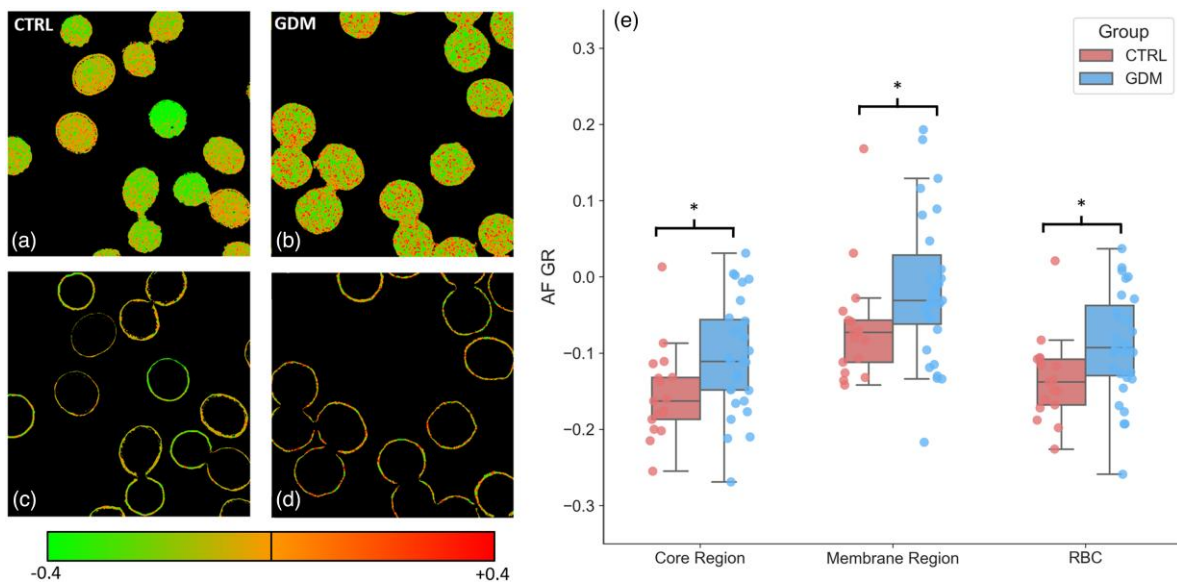 CTRL
(a)
GDM
(b)
(c)
(d)
-0.4
+0.4
(e)
Group
CTRL
GDM
*
*
*
AF GR
0.3
0.2
0.1
0.0
−0.1
−0.2
−0.3
Core Region
Membrane Region
RBC